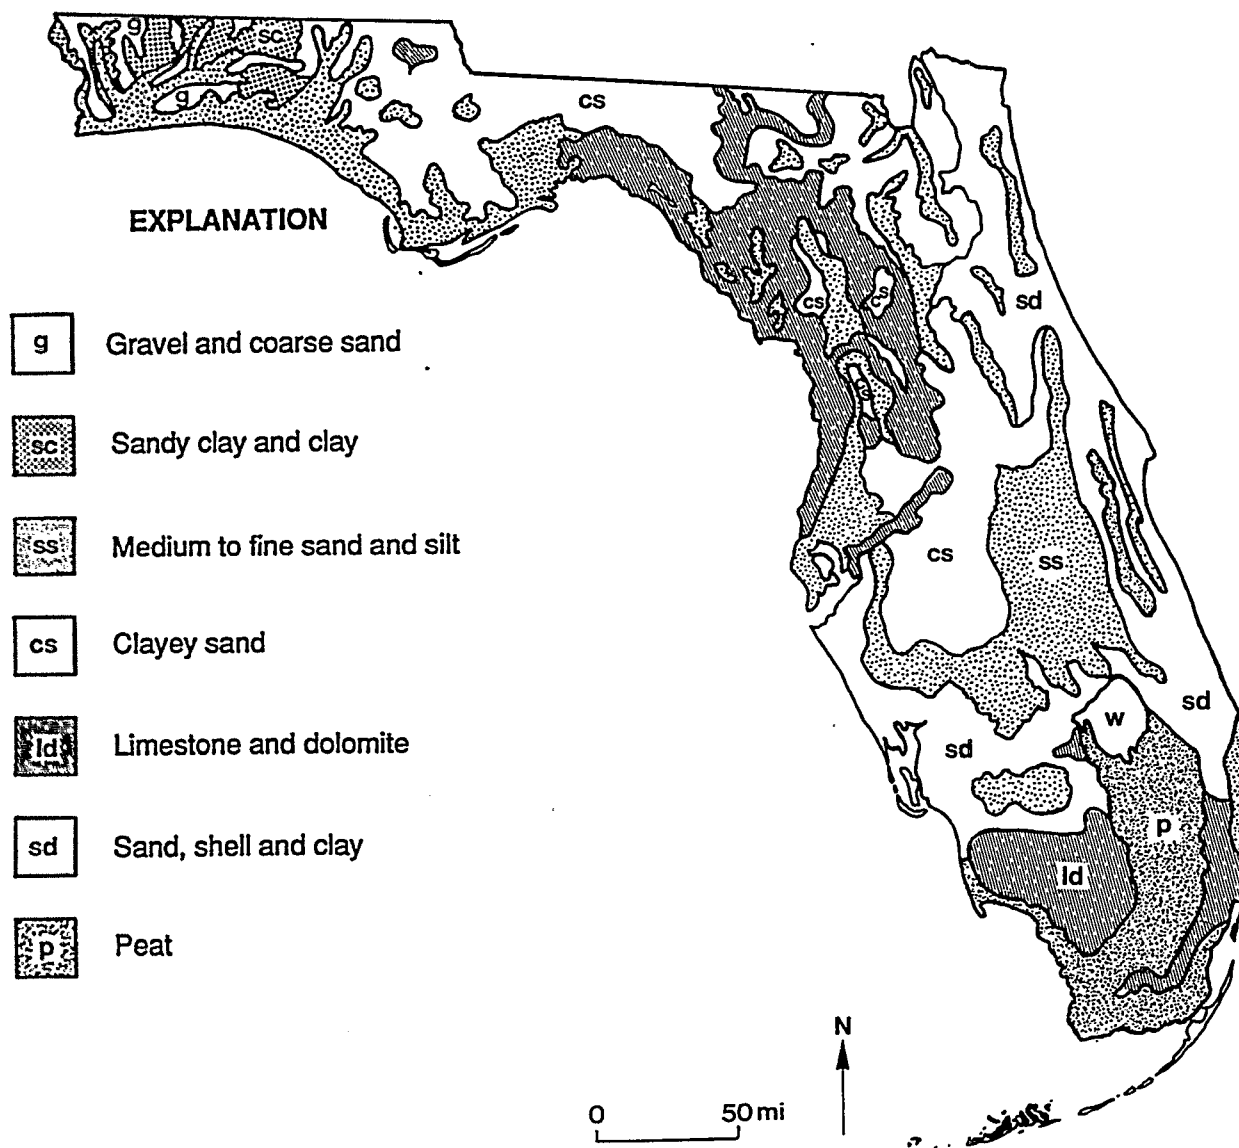 g
sc
g
cs
EXPLANATION
cs
cs
sd
g Gravel and coarse sand
sc Sandy clay and clay
ss Medium to fine sand and silt
cs
ss
cs Clayey sand
sd
w
ld Limestone and dolomite
sd
p
sd Sand, shell and clay
ld
p Peat
N
0 50 mi